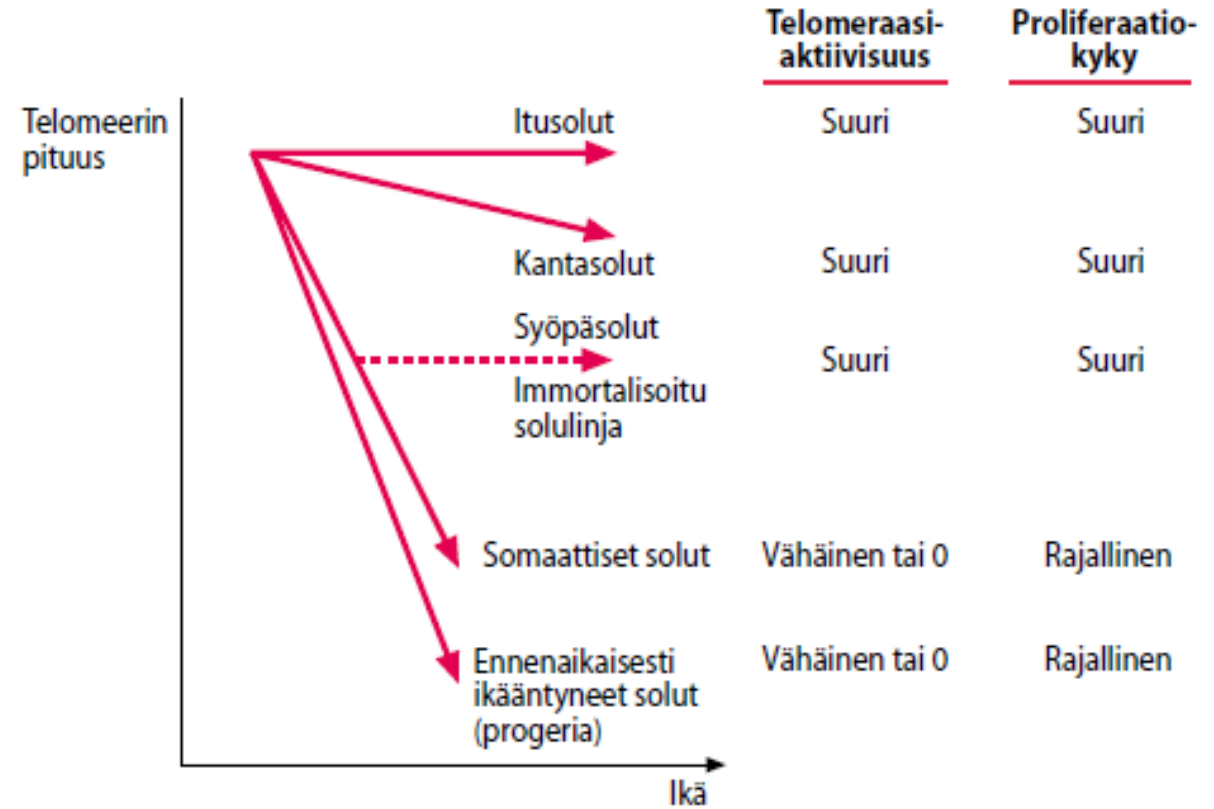 Telomeraasi-
aktiivisuus
Proliferaatio-
kyky
Telomeerin
pituus
Itusolut
Suuri
Suuri
Kantasolut
Suuri
Suuri
Syöpäsolut
Immortalisoitu
solulinja
Suuri
Suuri
Somaattiset solut
Vähäinen tai 0
Rajallinen
Ennenaikaisesti
ikääntyneet solut
(progeria)
Vähäinen tai 0
Rajallinen
Ikä